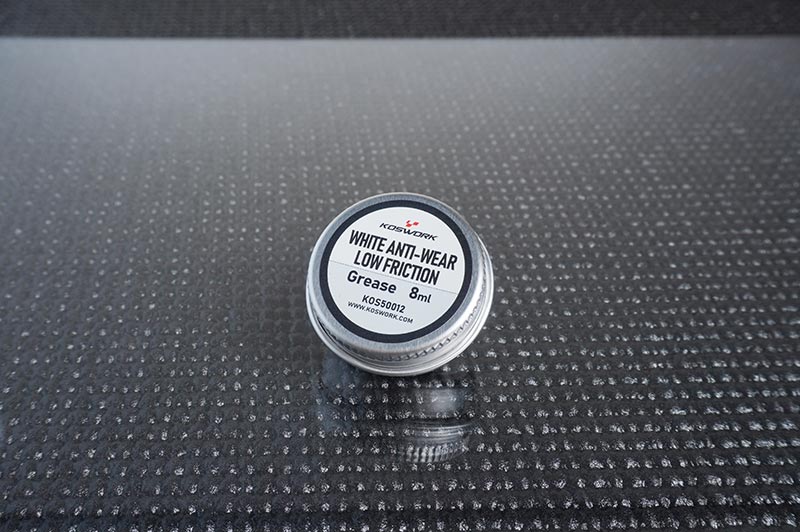 KOSWORK
WHITE ANTI-WEAR
LOW FRICTION
Grease 8ml
KOS50012
WWW.KOSWORK.COM